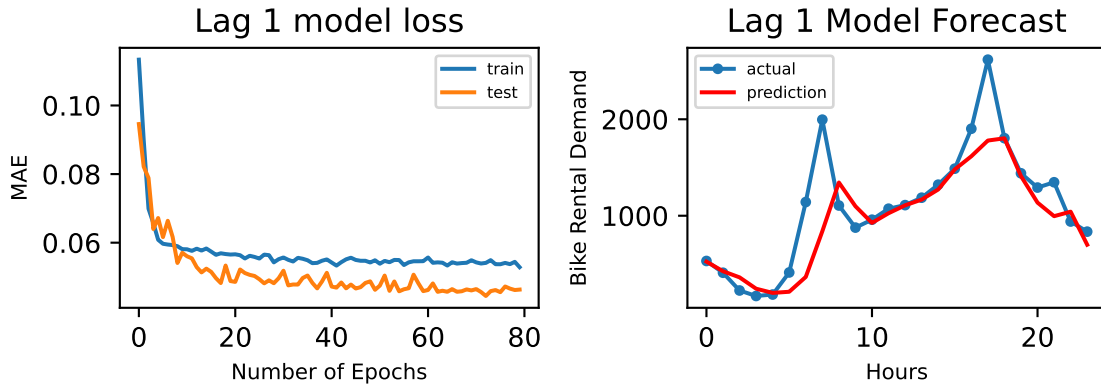 Lag 1 model loss
MAE
0.10
0.08
0.06
train
test
0 20 40 60 80
Number of Epochs
Lag 1 Model Forecast
Bike Rental Demand
2000
1000
actual
prediction
0 10 20
Hours